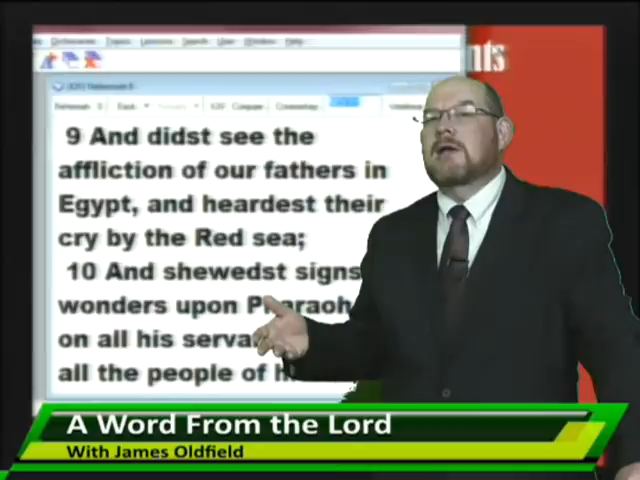 nts
9 And didst see the
affliction of our fathers in
Egypt, and heardest their
cry by the Red sea;
10 And shewedst signs
wonders upon Pharaoh
on all his serva
all the people of h
A Word From the Lord
With James Oldfield